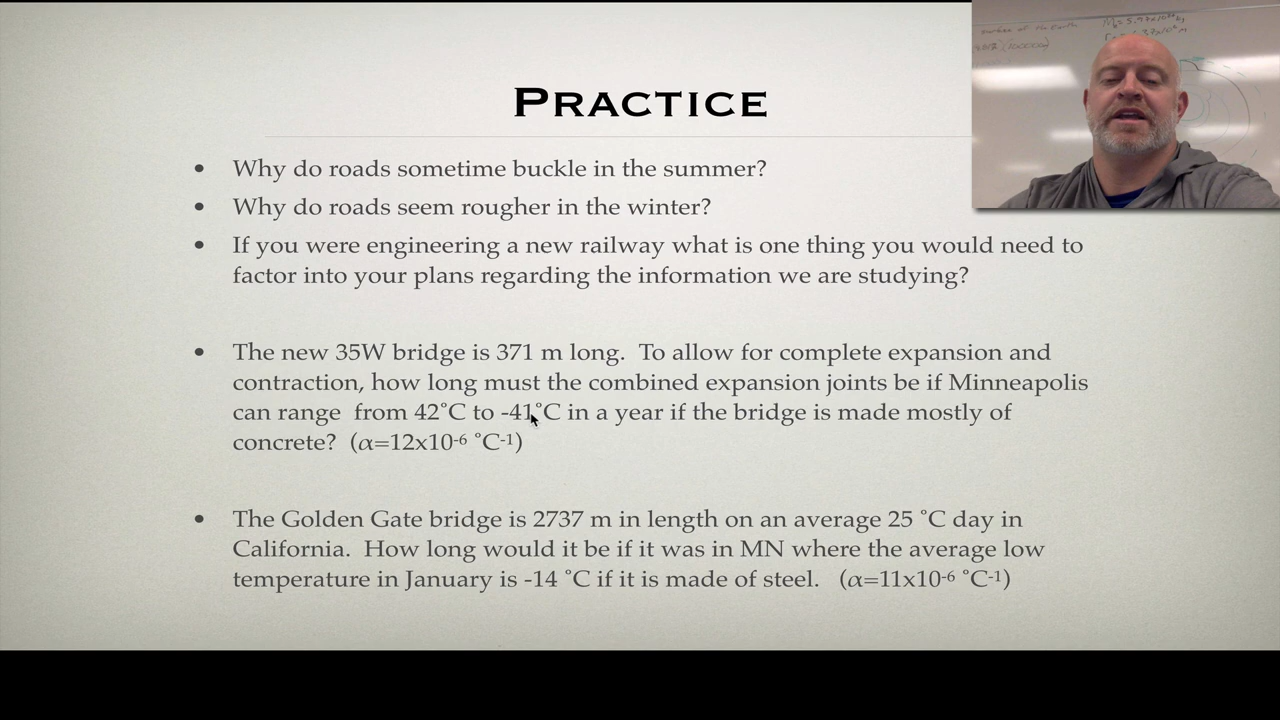 PRACTICE
• Why do roads sometime buckle in the summer?
• Why do roads seem rougher in the winter?
• If you were engineering a new railway what is one thing you would need to
factor into your plans regarding the information we are studying?
• The new 35W bridge is 371 m long. To allow for complete expansion and
contraction, how long must the combined expansion joints be if Minneapolis
can range from 42˚C to -41˚C in a year if the bridge is made mostly of
concrete? (α=12x10⁻⁶ ˚C⁻¹)
• The Golden Gate bridge is 2737 m in length on an average 25 ˚C day in
California. How long would it be if it was in MN where the average low
temperature in January is -14 ˚C if it is made of steel. (α=11x10⁻⁶ ˚C⁻¹)
surface of the Earth